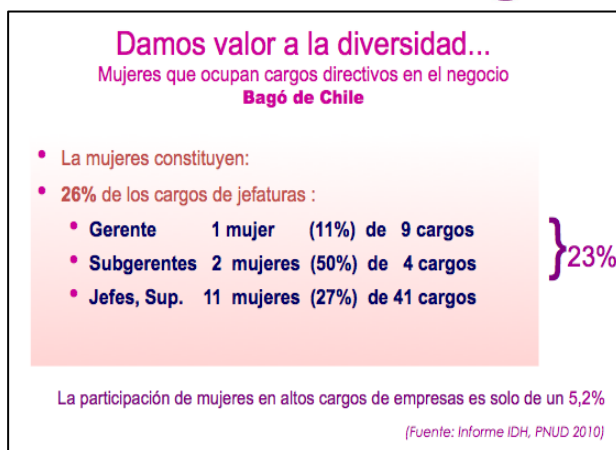 Damos valor a la diversidad...
Mujeres que ocupan cargos directivos en el negocio
Bagó de Chile
• La mujeres constituyen:
• 26% de los cargos de jefaturas :
• Gerente 1 mujer (11%) de 9 cargos
• Subgerentes 2 mujeres (50%) de 4 cargos
} 23%
• Jefes, Sup. 11 mujeres (27%) de 41 cargos
La participación de mujeres en altos cargos de empresas es solo de un 5,2%
(Fuente: Informe IDH, PNUD 2010)